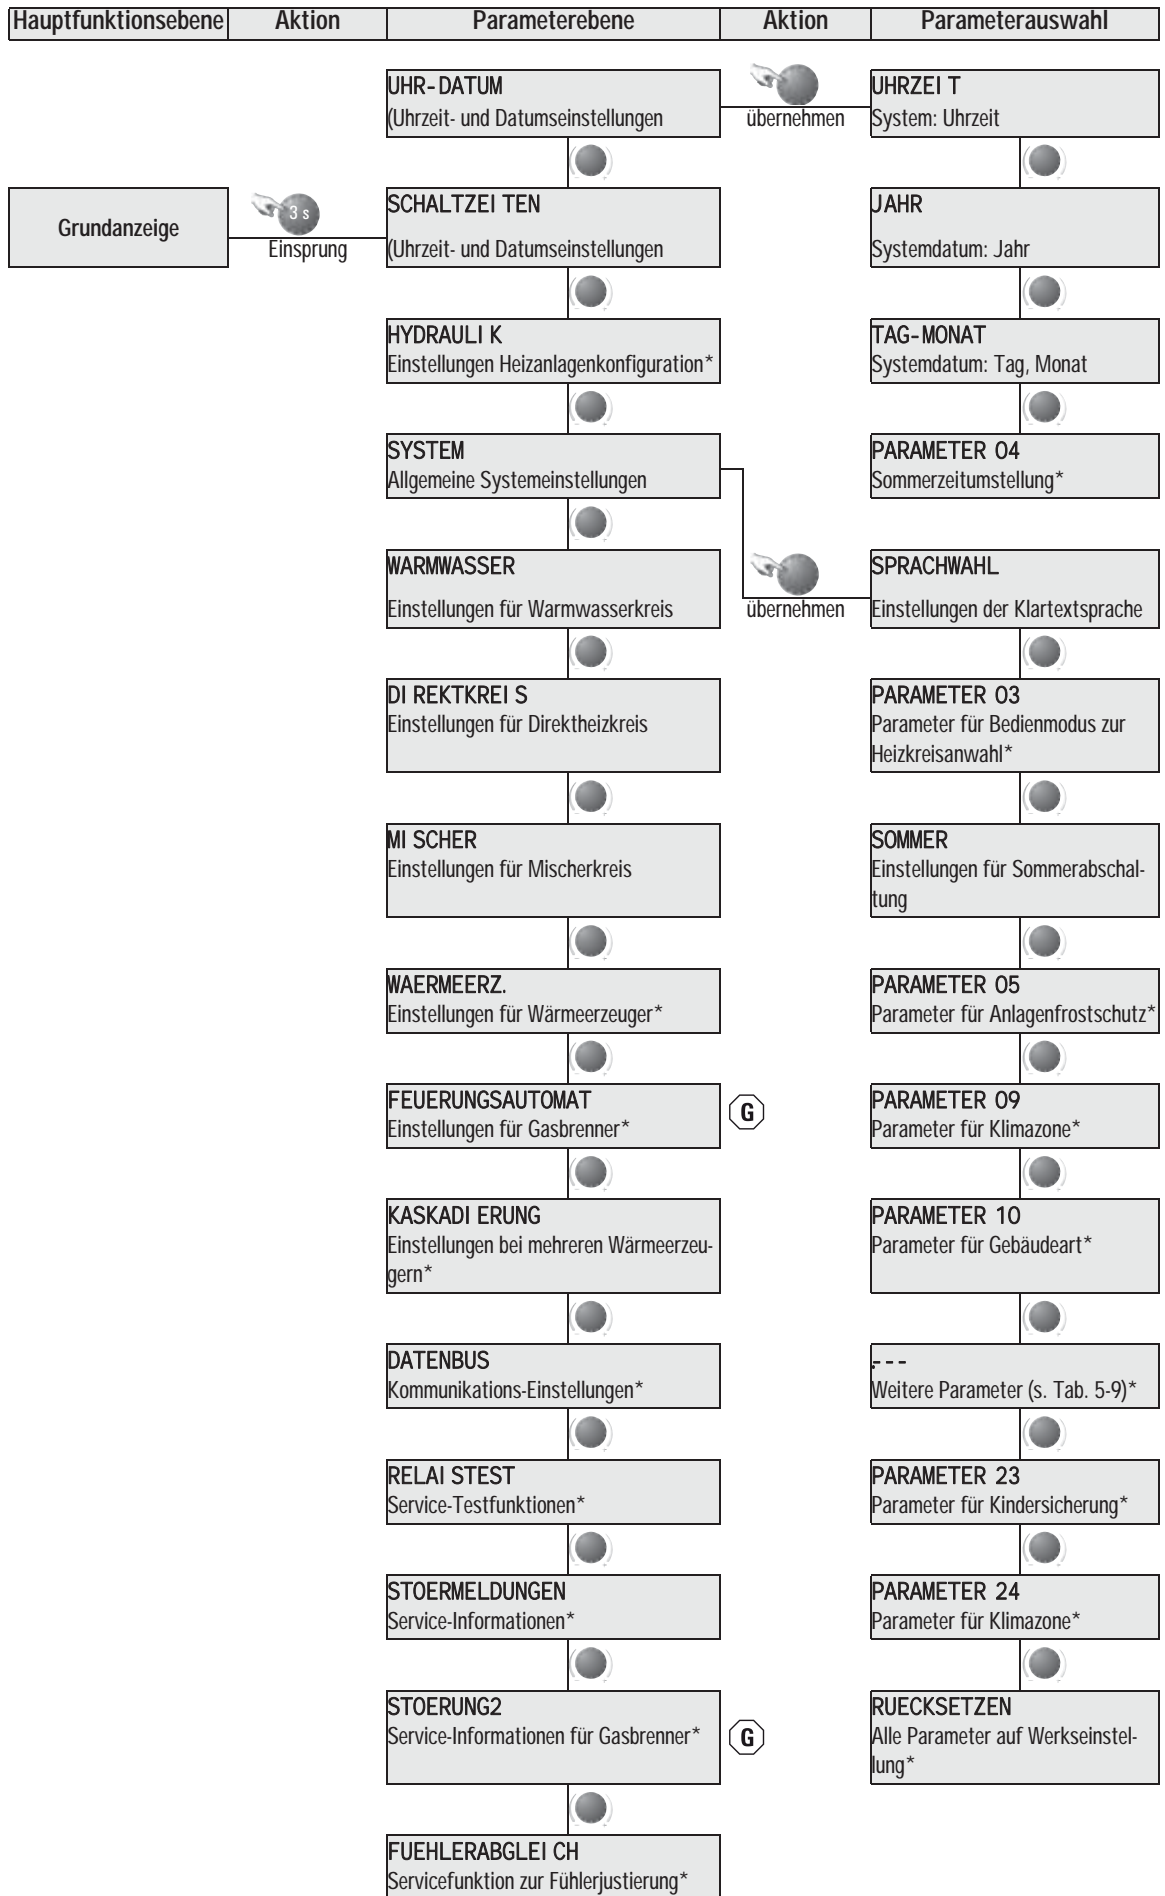 Hauptfunktionsebene Aktion Parameterebene Aktion Parameterauswahl
UHR-DATUM
(Uhrzeit- und Datumseinstellungen
übernehmen
UHRZEIT
System: Uhrzeit
Grundanzeige
3 s
Einsprung
SCHALTZEITEN
(Uhrzeit- und Datumseinstellungen
JAHR
Systemdatum: Jahr
HYDRAULIK
Einstellungen Heizanlagenkonfiguration*
TAG-MONAT
Systemdatum: Tag, Monat
SYSTEM
Allgemeine Systemeinstellungen
PARAMETER 04
Sommerzeitumstellung*
WARMWASSER
Einstellungen für Warmwasserkreis
übernehmen
SPRACHWAHL
Einstellungen der Klartextsprache
DIREKTKREIS
Einstellungen für Direktheizkreis
PARAMETER 03
Parameter für Bedienmodus zur
Heizkreisanwahl*
MISCHER
Einstellungen für Mischerkreis
SOMMER
Einstellungen für Sommerabschal-
tung
WAERMEERZ.
Einstellungen für Wärmeerzeuger*
PARAMETER 05
Parameter für Anlagenfrostschutz*
FEUERUNGSAUTOMAT
Einstellungen für Gasbrenner*
G
PARAMETER 09
Parameter für Klimazone*
KASKADIERUNG
Einstellungen bei mehreren Wärmeerzeu-
gern*
PARAMETER 10
Parameter für Gebäudeart*
DATENBUS
Kommunikations-Einstellungen*
.---
Weitere Parameter (s. Tab. 5-9)*
RELAISTEST
Service-Testfunktionen*
PARAMETER 23
Parameter für Kindersicherung*
STOERMELDUNGEN
Service-Informationen*
PARAMETER 24
Parameter für Klimazone*
STOERUNG2
Service-Informationen für Gasbrenner*
G
RUECKSETZEN
Alle Parameter auf Werkseinstel-
lung*
FUEHLERABGLEICH
Servicefunktion zur Fühlerjustierung*